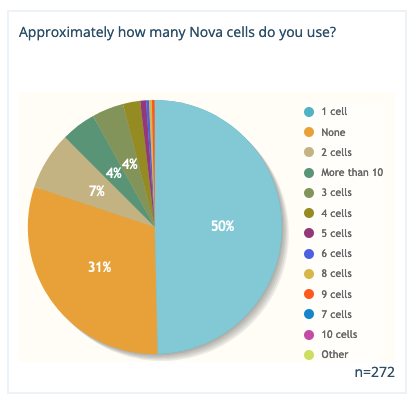 Approximately how many Nova cells do you use?
1 cell
None
2 cells
More than 10
3 cells
4 cells
5 cells
6 cells
8 cells
9 cells
7 cells
10 cells
Other
4%
4%
7%
50%
31%
n=272